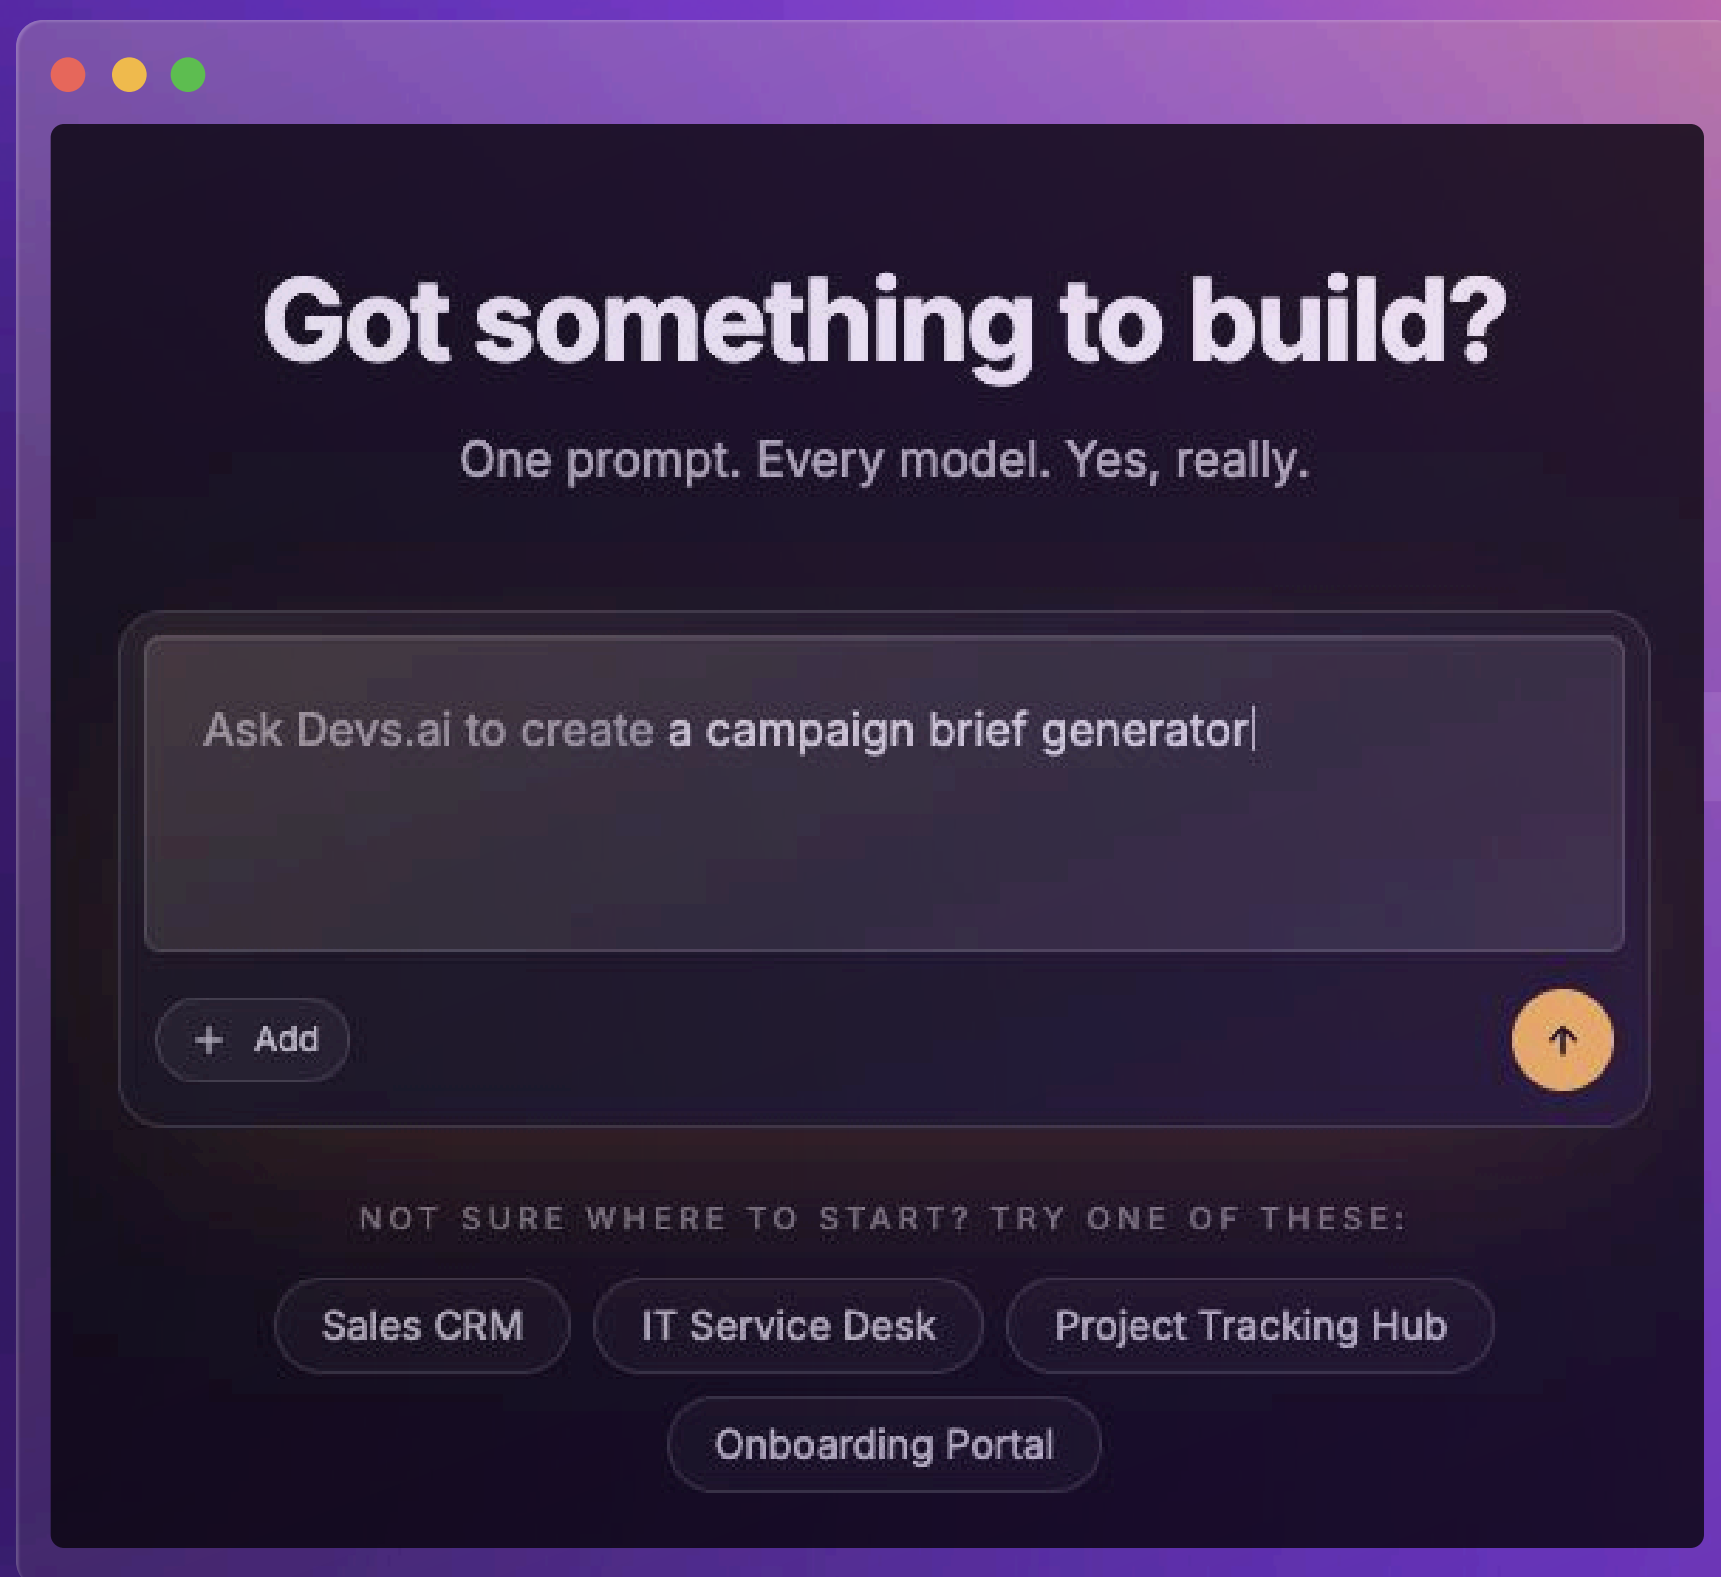 Got something to build?
One prompt. Every model. Yes, really.
Ask Devs.ai to create a campaign brief generator
Add
NOT SURE WHERE TO START? TRY ONE OF THESE:
Sales CRM
IT Service Desk
Project Tracking Hub
Onboarding Portal